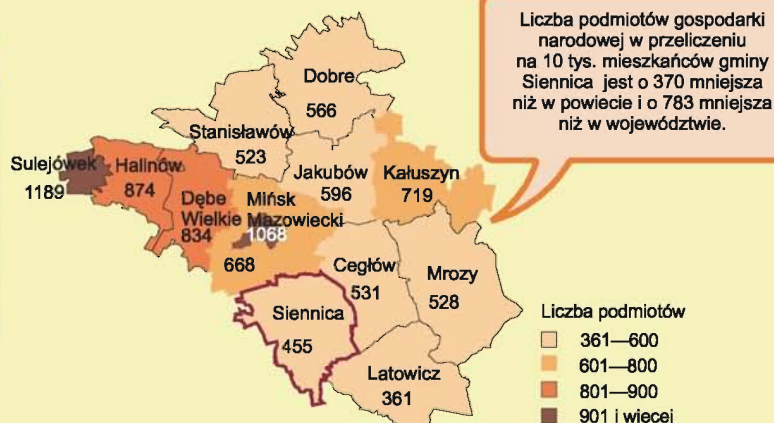 Liczba podmiotów gospodarki
narodowej w przeliczeniu
na 10 tys. mieszkańców gminy
Siennica jest o 370 mniejsza
niż w powiecie i o 783 mniejsza
niż w województwie.
Dobre
566
Stanisławów
523
Sulejówek
1189
Halinów
874
Jakubów
596
Kałuszyn
719
Dębe
Wielkie
834
Mińsk
Mazowiecki
1068
668
Cegłów
531
Mrozy
528
Siennica
455
Latowicz
361
Liczba podmiotów
361—600
601—800
801—900
901 i więcej